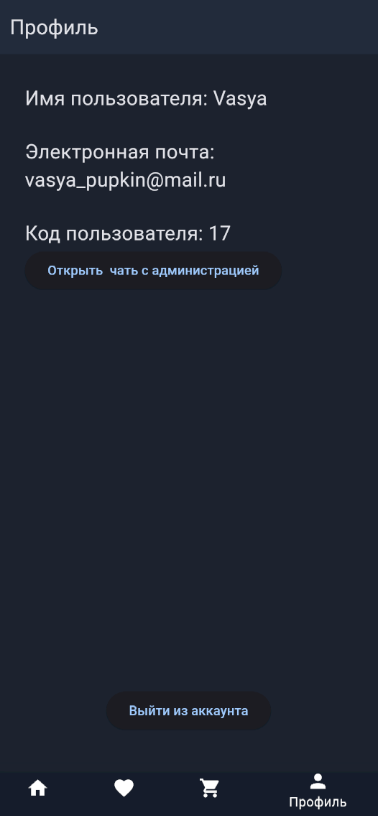 Профиль
Имя пользователя: Vasya
Электронная почта:
vasya_pupkin@mail.ru
Код пользователя: 17
Открыть  чать с администрацией
Выйти из аккаунта
Профиль